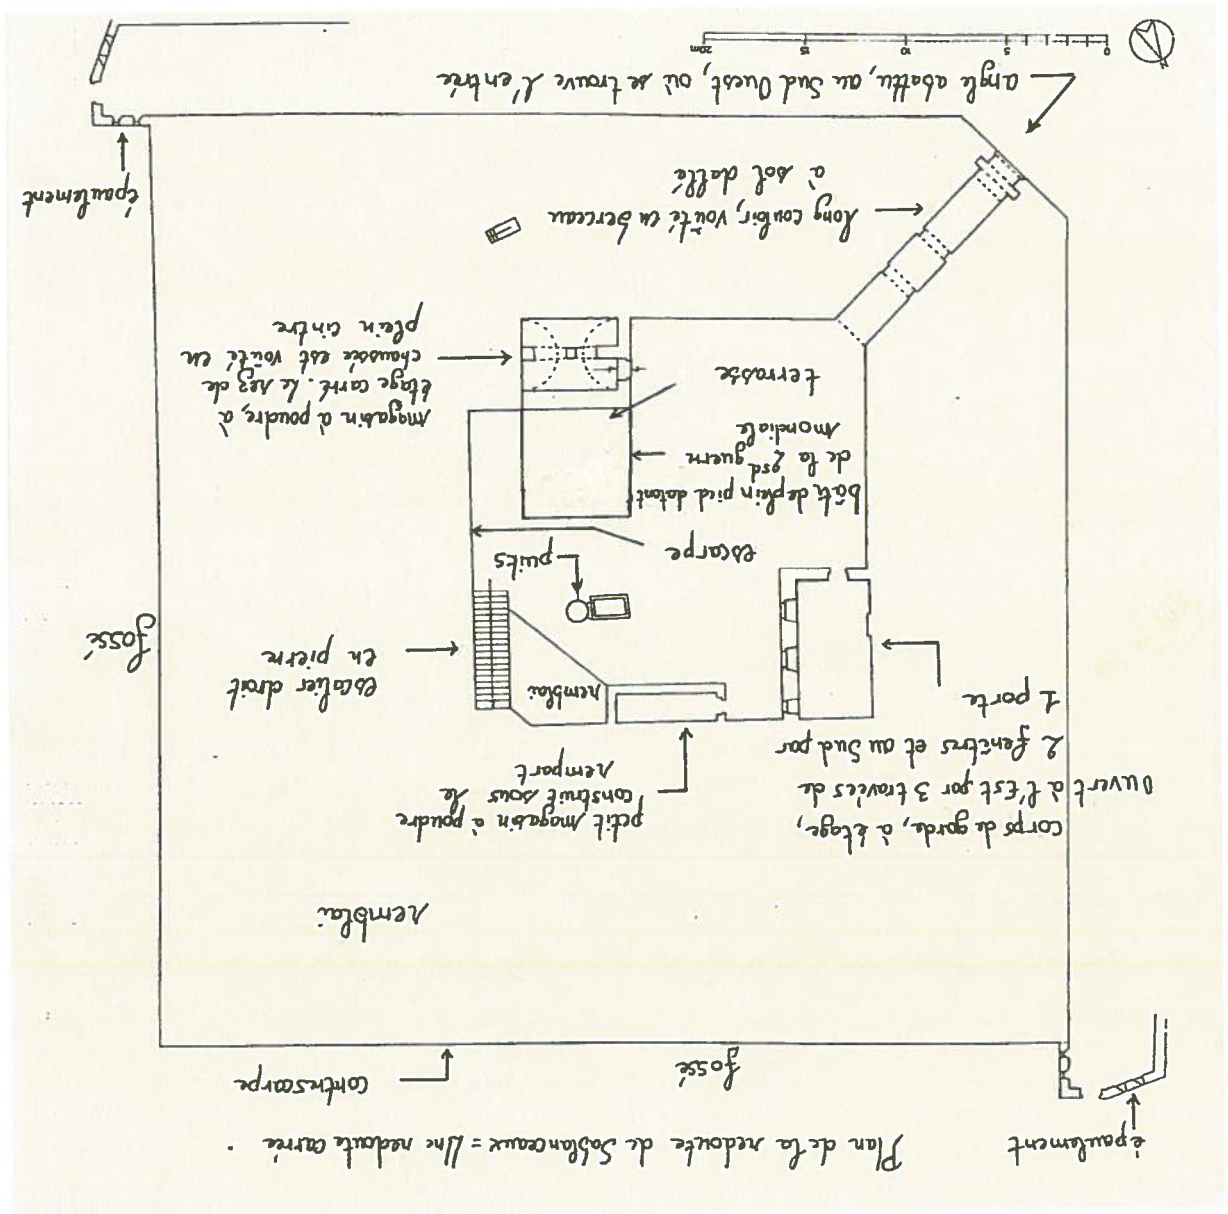 Plan de la redoute de Sablanceaux = Une redoute carrée.
épaulement
fossé
contrescarpe
remblai
Corps de garde, à étage,
ouvert à l'Est par 3 travées de
2 fenêtres et au Sud par
1 porte
petit magasin à poudre
construit sous le
rempart
remblai
escalier droit
en pierre
fossé
puits
escarpe
bâti de plein pied datant
de la 2sd guerre
mondiale
terrasse
magasin à poudre, à
étage carré. le rez de
chaussée est voûté en
plein cintre
long couloir, voûté en berceau
à sol dallé
épaulement
angle abattu, au Sud Ouest, où se trouve l'entrée
0 5 10 15 20m